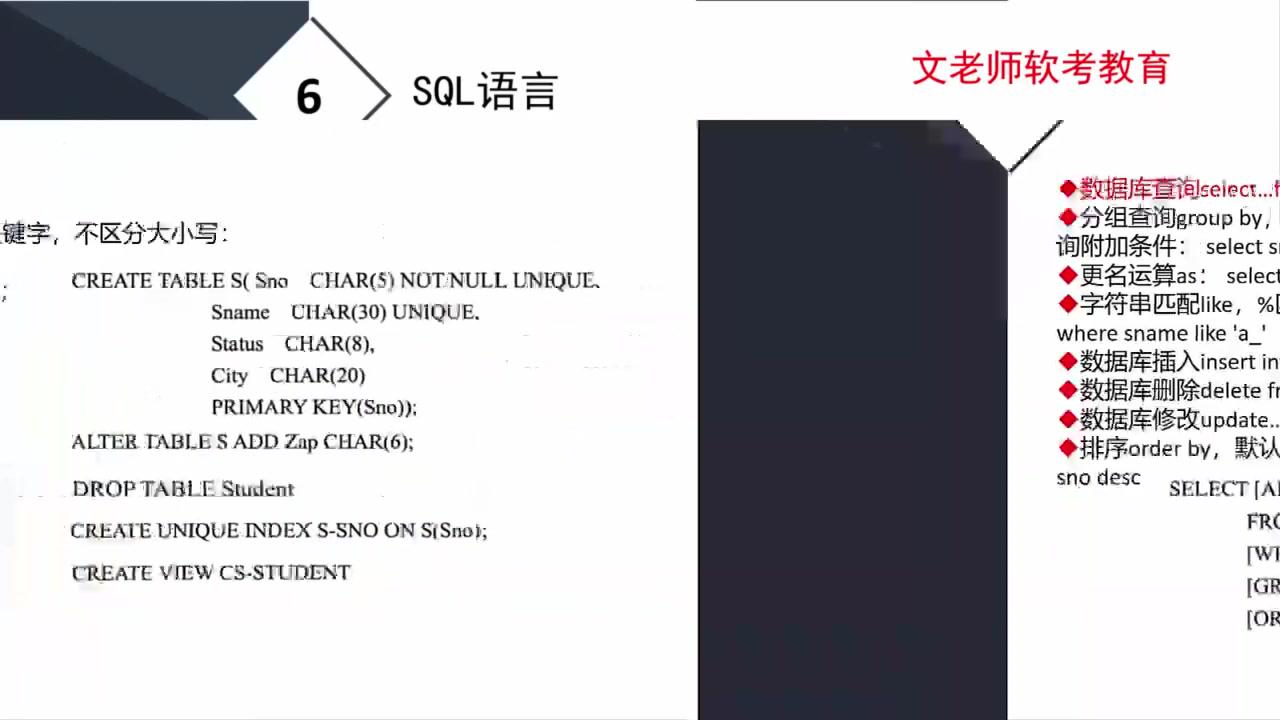 6
SQL语言
文老师软考教育
键字，不区分大小写：
;
CREATE TABLE S( Sno CHAR(5) NOT NULL UNIQUE、
Sname CHAR(30) UNIQUE、
Status CHAR(8),
City CHAR(20)
PRIMARY KEY(Sno));
ALTER TABLE S ADD Zap CHAR(6);
DROP TABLE Student
CREATE UNIQUE INDEX S-SNO ON S(Sno);
CREATE VIEW CS-STUDENT
◆数据库查询select...f
◆分组查询group by，
询附加条件： select s
◆更名运算as： select
◆字符串匹配like，%
where sname like 'a_'
◆数据库插入insert in
◆数据库删除delete fr
◆数据库修改update..
◆排序order by，默认
sno desc
SELECT [A
FRO
[W
[GR
[OR